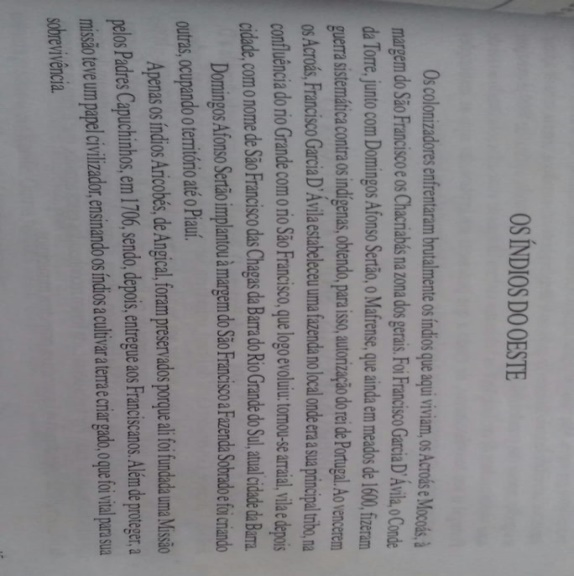 OS ÍNDIOS DO OESTE
Os colonizadores enfrentaram brutalmente os índios que aqui viviam, os Acroás e Mocoás, à
margem do São Francisco e os Chacriabás na zona dos gerais. Foi Francisco Garcia D'Ávila, o Conde
da Torre, junto com Domingos Afonso Sertão, o Mafrense, que ainda em meados de 1600, fizeram
guerra sistemática contra os indígenas, obtendo, para isso, autorização do rei de Portugal. Ao vencerem
os Acroás, Francisco Garcia D'Ávila estabeleceu uma fazenda no local onde era a sua principal tribo, na
confluência do rio Grande com o rio São Francisco, que logo evoluiu: tornou-se arraial, vila e depois
cidade, com o nome de São Francisco das Chagas da Barra do Rio Grande do Sul, atual cidade da Barra.
Domingos Afonso Sertão implantou à margem do São Francisco a Fazenda Sobrado e foi criando
outras, ocupando o território até o Piauí.
Apenas os índios Aricobés, de Angical, foram preservados porque ali foi fundada uma Missão
pelos Padres Capuchinhos, em 1706, sendo, depois, entregue aos Franciscanos. Além de proteger, a
missão teve um papel civilizador, ensinando os índios a cultivar a terra e criar gado, o que foi vital para sua
sobrevivência.